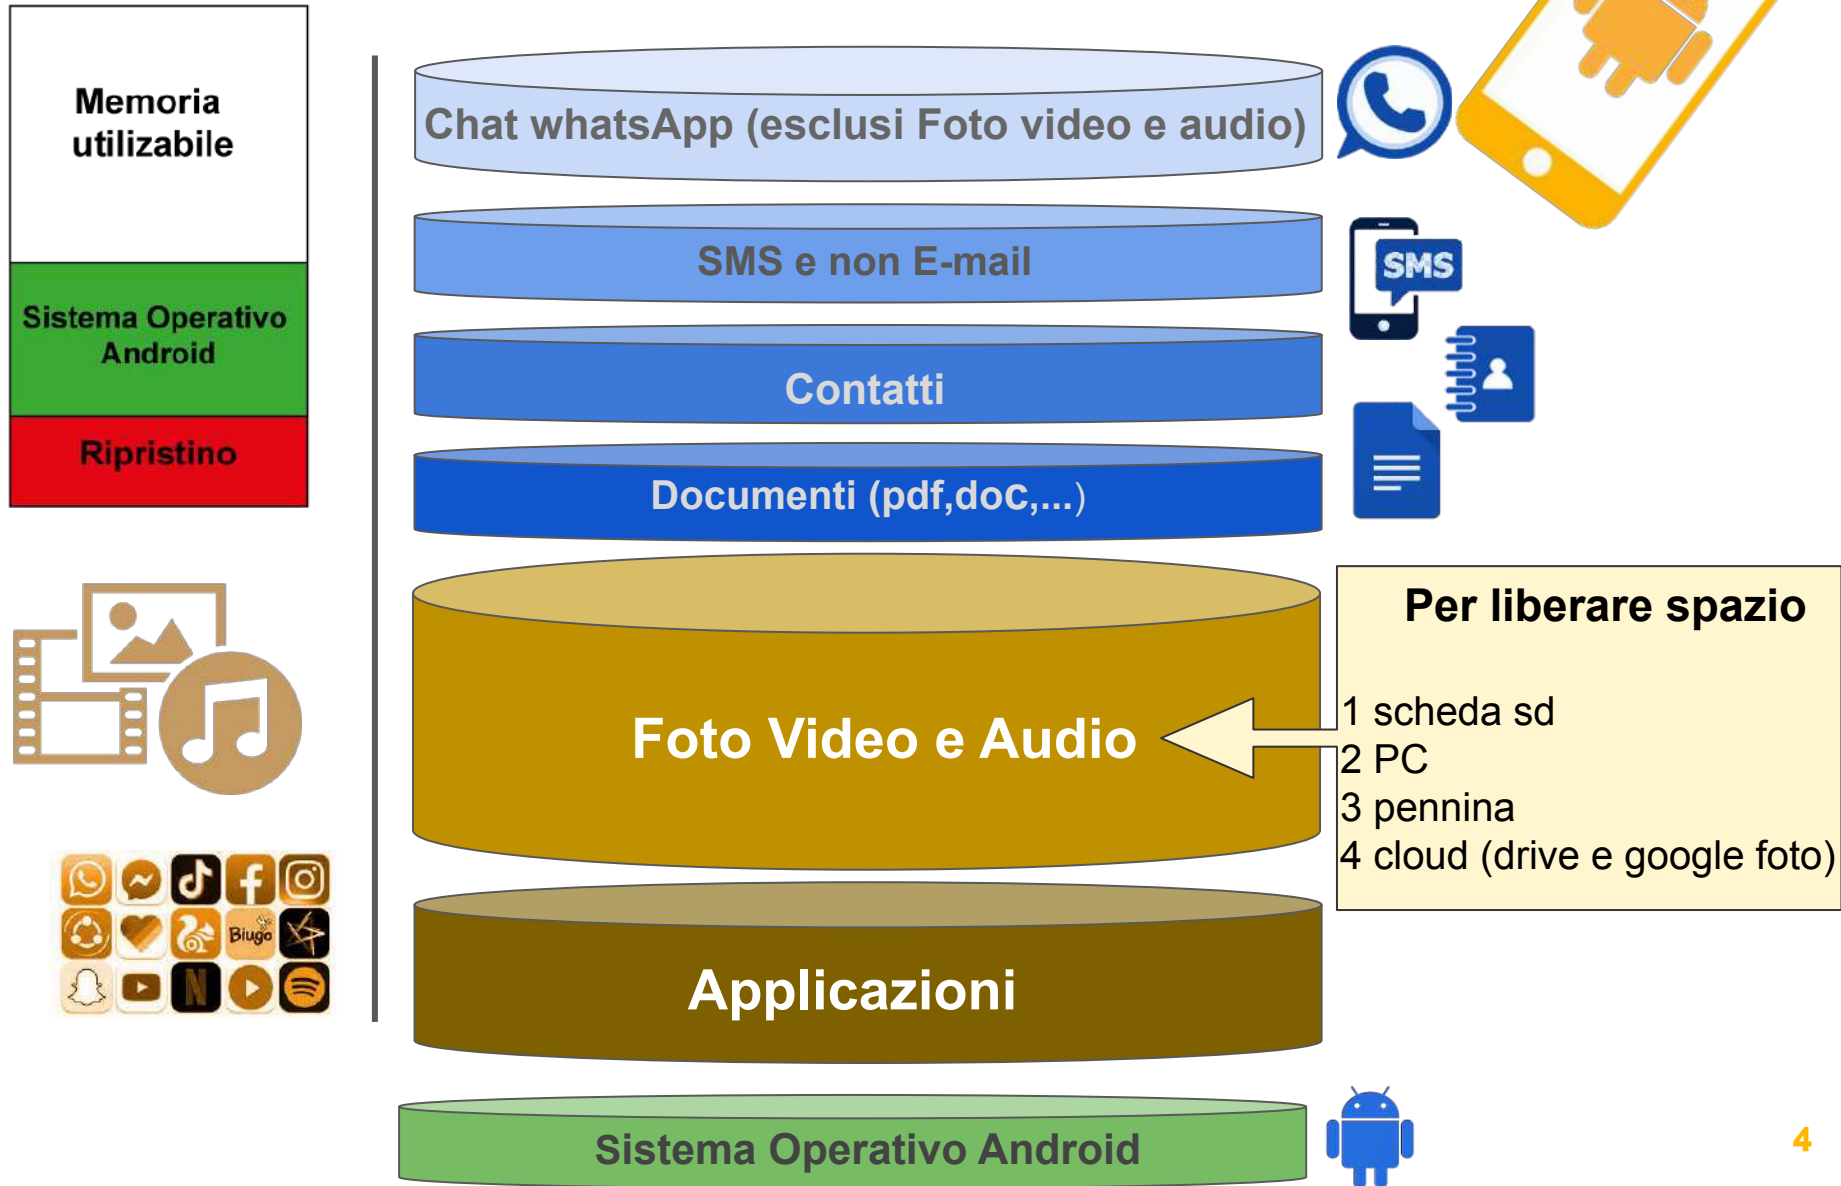 Memoria
utilizabile
Sistema Operativo
Android
Ripristino
Chat whatsApp (esclusi Foto video e audio)
SMS e non E-mail
SMS
Contatti
Documenti (pdf,doc,...)
Foto Video e Audio
Per liberare spazio
1 scheda sd
2 PC
3 pennina
4 cloud (drive e google foto)
Biugo
Applicazioni
Sistema Operativo Android
4